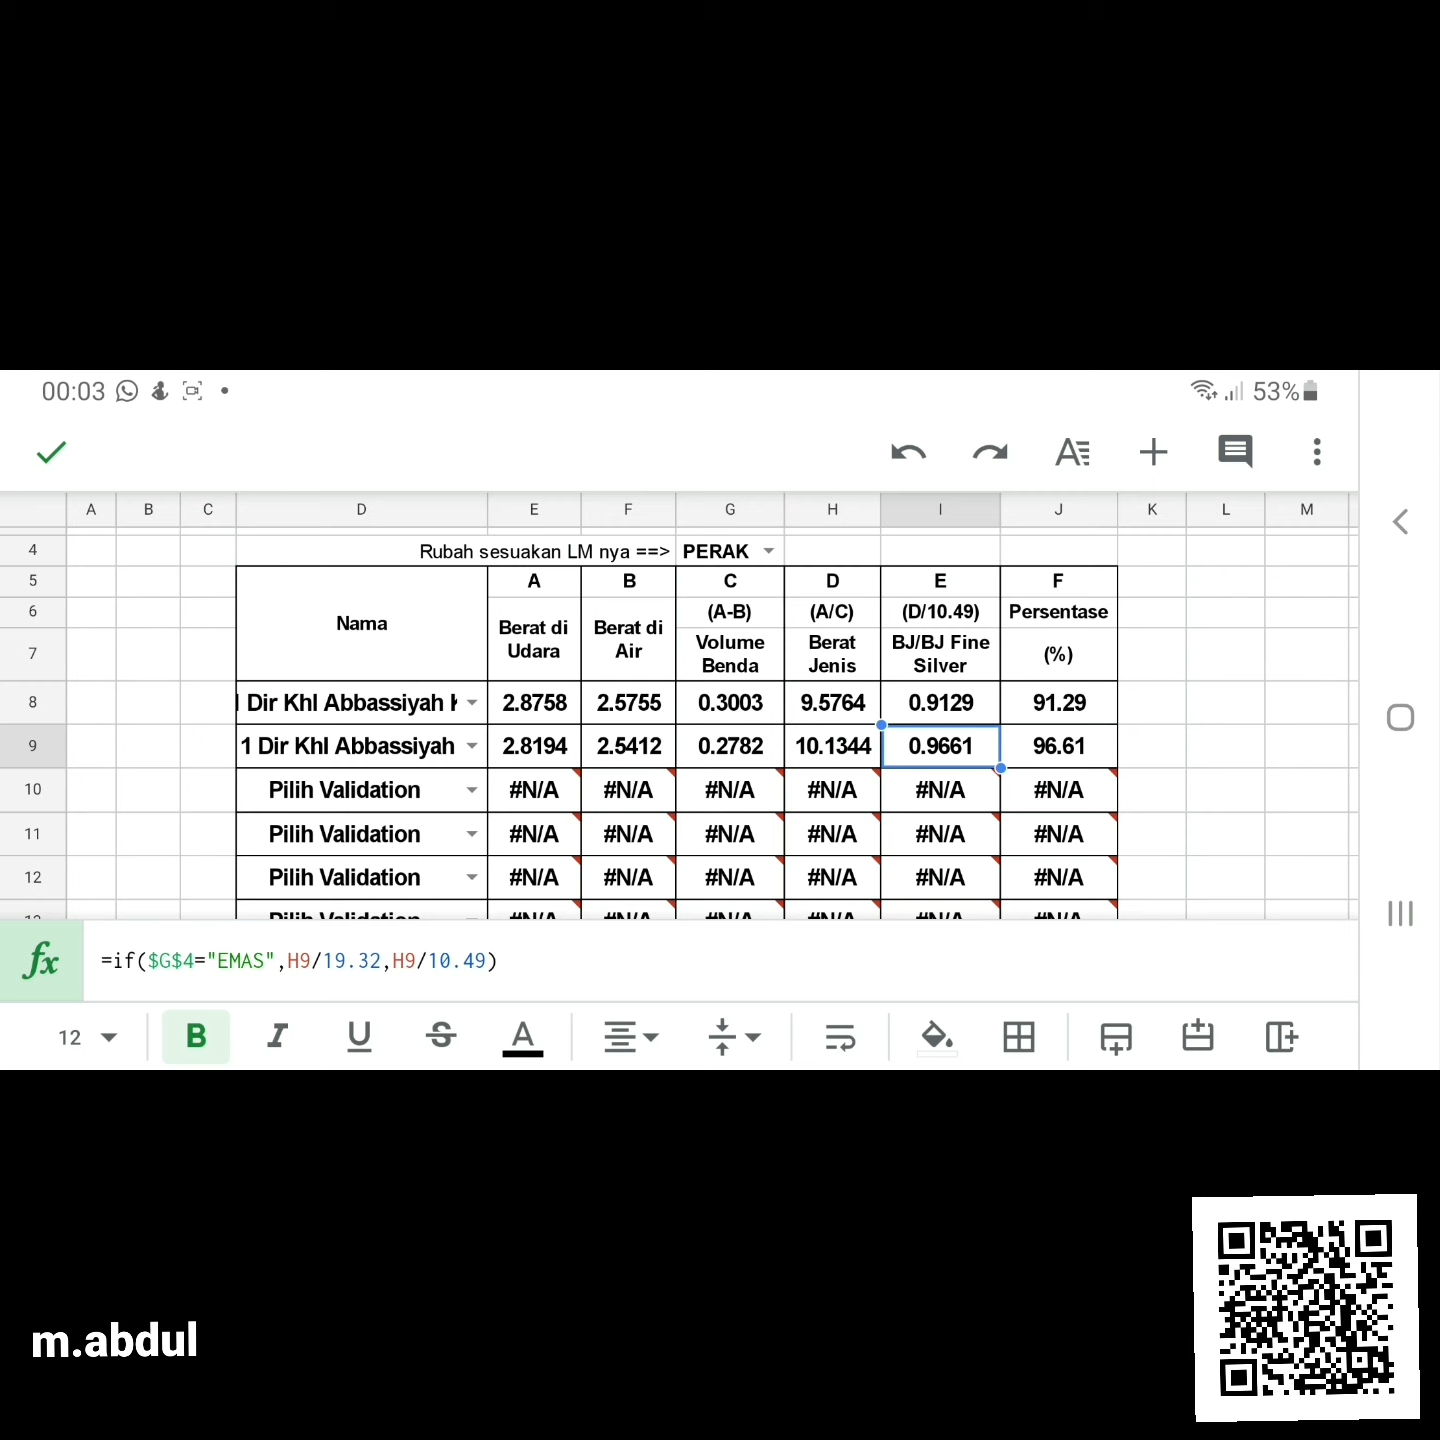 00:03 53%
A B C D E F G H I J K L M
4 Rubah sesuakan LM nya ==> PERAK
5 A B C D E F
6 (A-B) (A/C) (D/10.49) Persentase
Nama
Berat di Udara Berat di Air
7 Volume Benda Berat Jenis BJ/BJ Fine Silver (%)
8 Dir Khl Abbassiyah 2.8758 2.5755 0.3003 9.5764 0.9129 91.29
9 1 Dir Khl Abbassiyah 2.8194 2.5412 0.2782 10.1344 0.9661 96.61
10 Pilih Validation #N/A #N/A #N/A #N/A #N/A #N/A
11 Pilih Validation #N/A #N/A #N/A #N/A #N/A #N/A
12 Pilih Validation #N/A #N/A #N/A #N/A #N/A #N/A
fx =if($G$4="EMAS",H9/19.32,H9/10.49)
12 B I U S A
m.abdul